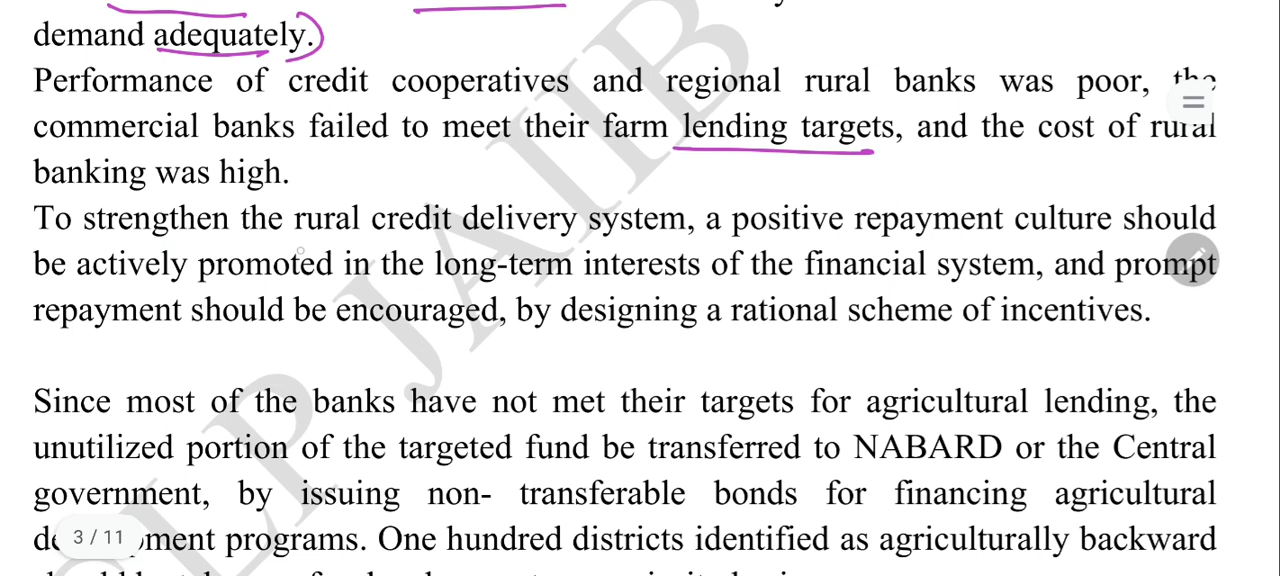 demand adequately.)
Performance of credit cooperatives and regional rural banks was poor, the
commercial banks failed to meet their farm lending targets, and the cost of rural
banking was high.
To strengthen the rural credit delivery system, a positive repayment culture should
be actively promoted in the long-term interests of the financial system, and prompt
repayment should be encouraged, by designing a rational scheme of incentives.
Since most of the banks have not met their targets for agricultural lending, the
unutilized portion of the targeted fund be transferred to NABARD or the Central
government, by issuing non- transferable bonds for financing agricultural
3 / 11 programs. One hundred districts identified as agriculturally backward
LP JAIIB